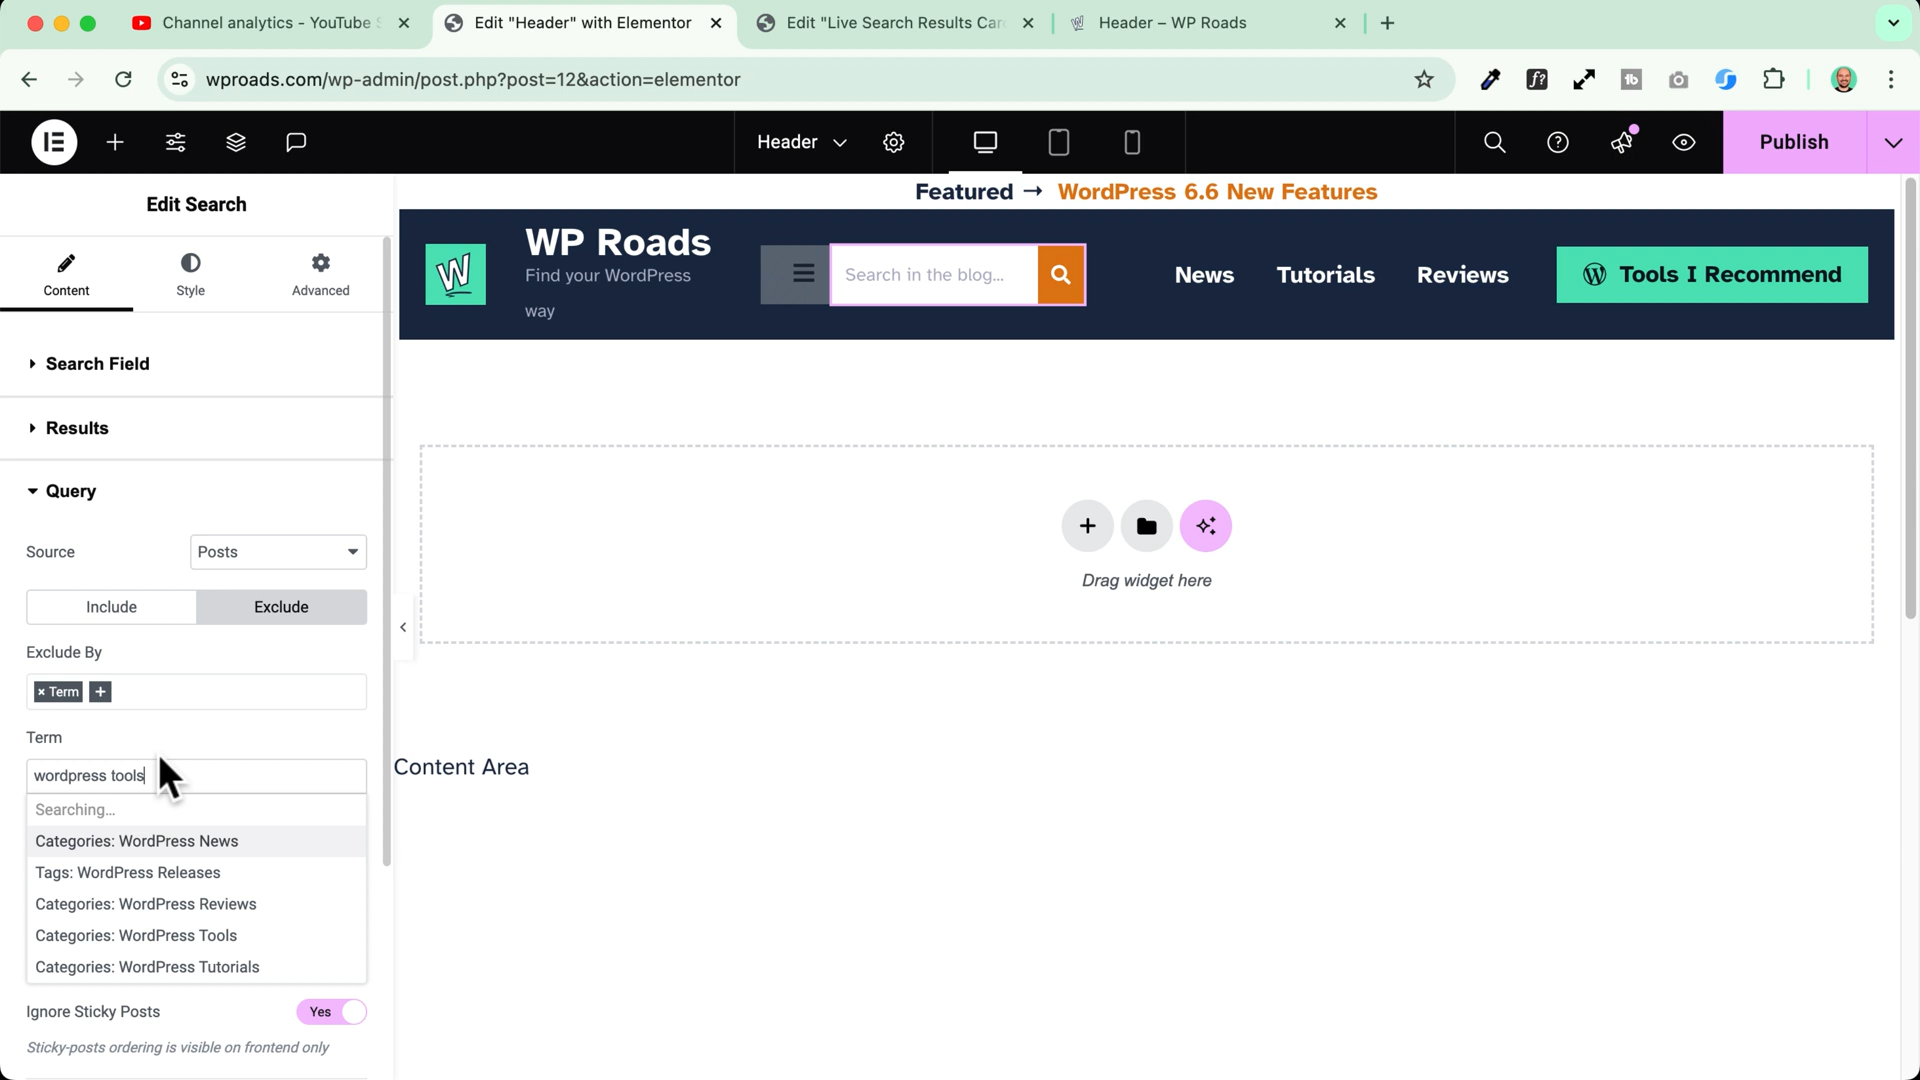 Channel analytics - YouTube S
Edit "Header" with Elementor
Edit "Live Search Results Car
Header – WP Roads
wproads.com/wp-admin/post.php?post=12&action=elementor
Header
Publish
Edit Search
Content
Style
Advanced
Search Field
Results
Query
Source
Posts
Include
Exclude
Exclude By
× Term +
Term
wordpress tools
Searching…
Categories: WordPress News
Tags: WordPress Releases
Categories: WordPress Reviews
Categories: WordPress Tools
Categories: WordPress Tutorials
Ignore Sticky Posts
Yes
Sticky-posts ordering is visible on frontend only
Featured → WordPress 6.6 New Features
W
WP Roads
Find your WordPress
way
Search in the blog...
News
Tutorials
Reviews
Tools I Recommend
Drag widget here
Content Area